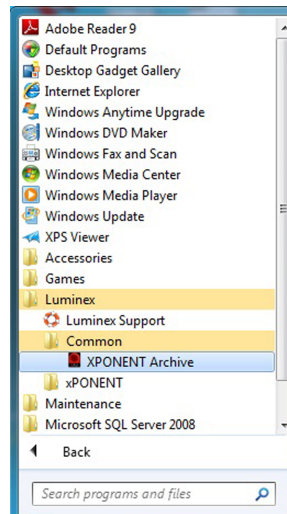 Adobe Reader 9
Default Programs
Desktop Gadget Gallery
Internet Explorer
Windows Anytime Upgrade
Windows DVD Maker
Windows Fax and Scan
Windows Media Center
Windows Media Player
Windows Update
XPS Viewer
Accessories
Games
Luminex
Luminex Support
Common
XPONENT Archive
xPONENT
Maintenance
Microsoft SQL Server 2008
Back
Search programs and files